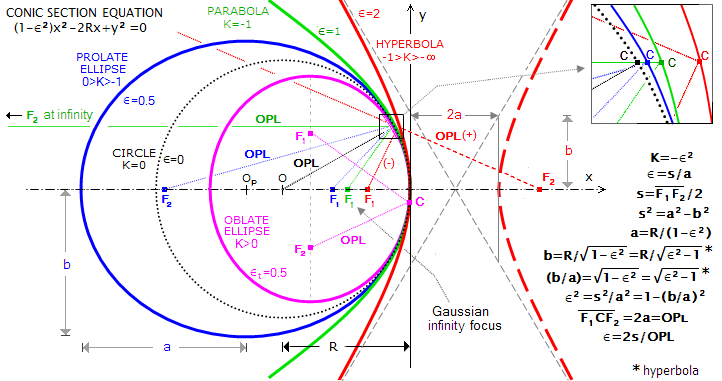 CONIC SECTION EQUATION
(1-ϵ²)x²-2Rx+y²=0
PARABOLA
K=-1
ϵ=1
ϵ=2
y
HYPERBOLA
-1>K>-∞
PROLATE
ELLIPSE
0>K>-1
ϵ=0.5
F₂ at infinity
OPL
CIRCLE
K=0
ϵ=0
F₁
OPL
OPL
(-)
OPL(+)
2a
b
C
C
C
F₂
Oₚ
O
F₁
F₁
F₁
F₂
x
C
OBLATE
ELLIPSE
K>0
F₂
OPL
ϵₜ=0.5
b
a
R
Gaussian
infinity focus
K=-ϵ²
ϵ=s/a
s=F₁F₂/2
s²=a²-b²
a=R/(1-ϵ²)
b=R/√1-ϵ²=R/√ϵ²-1*
(b/a)=√1-ϵ²=√ϵ²-1*
ϵ²=s²/a²=1-(b/a)²
F₁CF₂=2a=OPL
ϵ=2s/OPL
* hyperbola